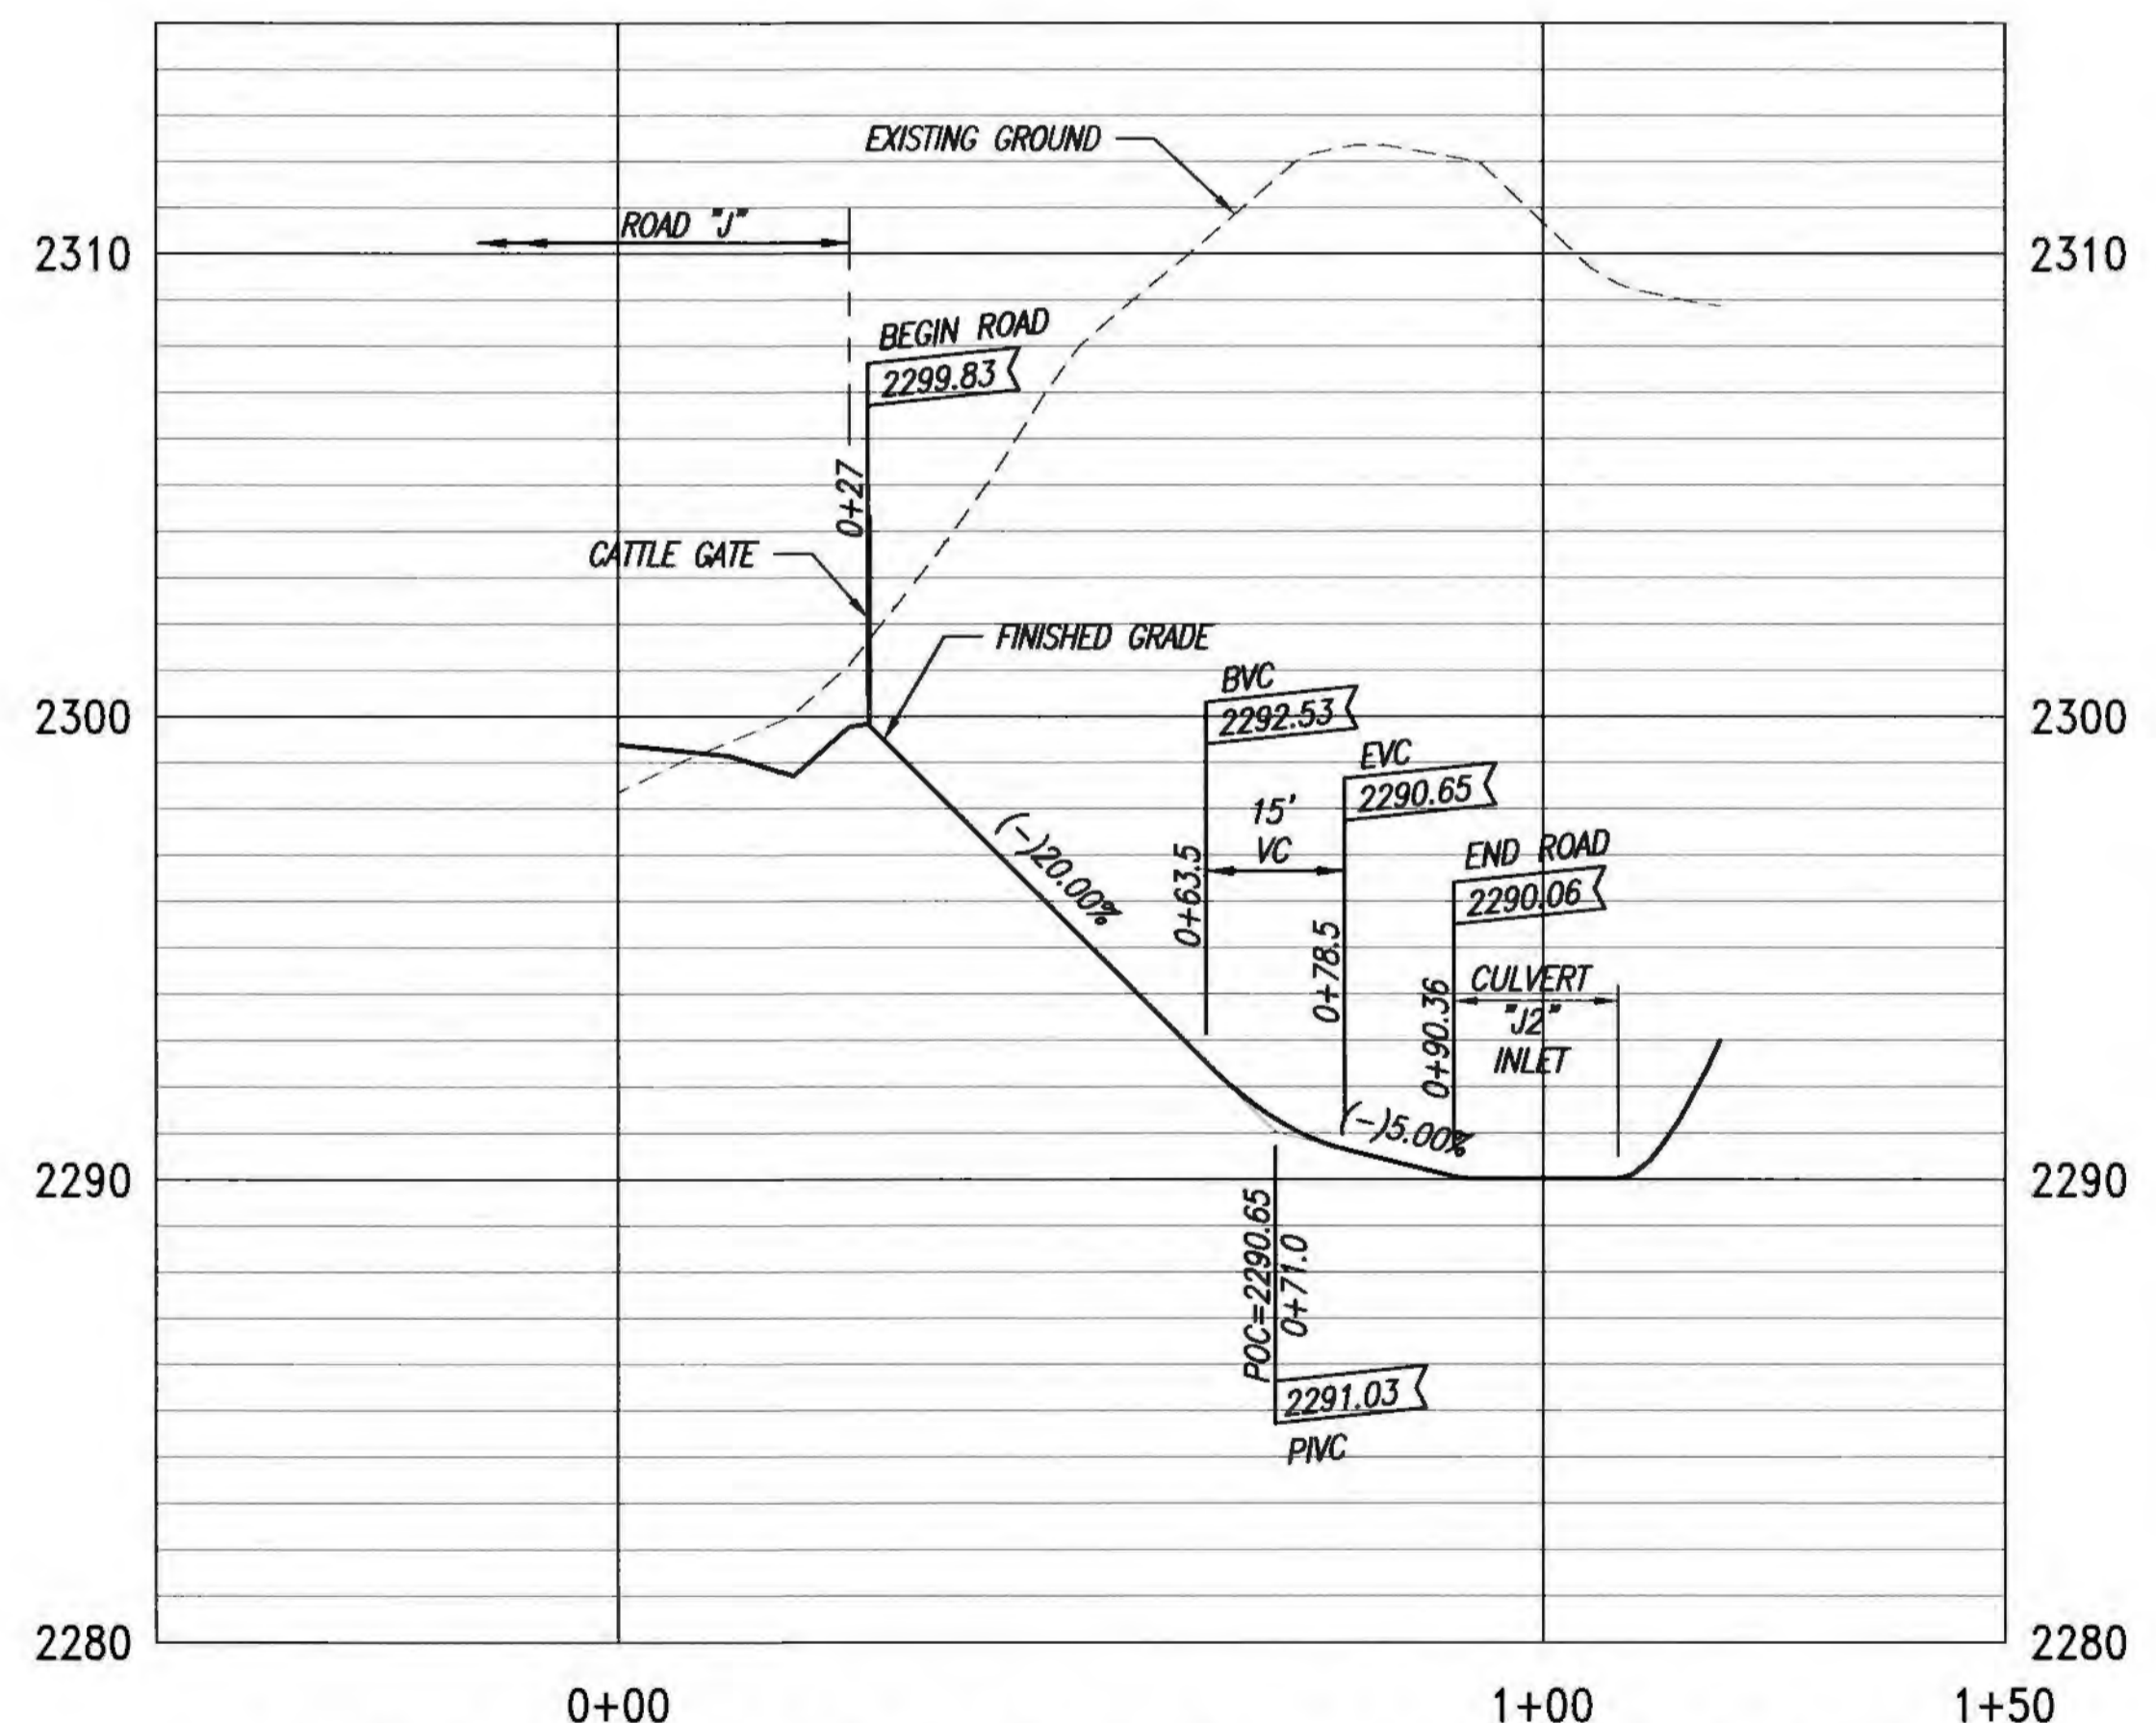 EXISTING GROUND
ROAD "J"
2310
2310
BEGIN ROAD
2299.83
0+27
CATTLE GATE
FINISHED GRADE
BVC
2292.53
2300
2300
EVC
2290.65
15'
VC
(-)20.00%
0+63.5
END ROAD
2290.06
0+78.5
CULVERT
"J2"
INLET
0+90.36
(-)5.00%
2290
2290
POC=2290.65
0+71.0
2291.03
PIVC
2280
2280
0+00
1+00
1+50